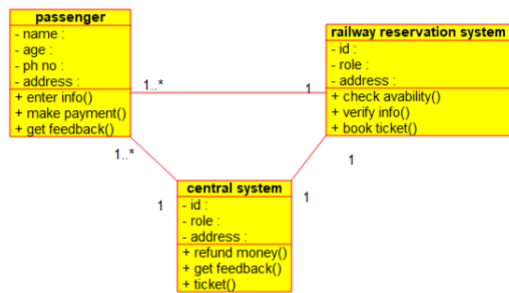 passenger
- name :
- age :
- ph no :
- address :
+ enter info()
+ make payment()
+ get feedback()
railway reservation system
- id :
- role :
- address :
+ check avability()
+ verify info()
+ book ticket()
1..*
1
1..*
1
1
1
central system
- id :
- role :
- address :
+ refund money()
+ get feedback()
+ ticket()